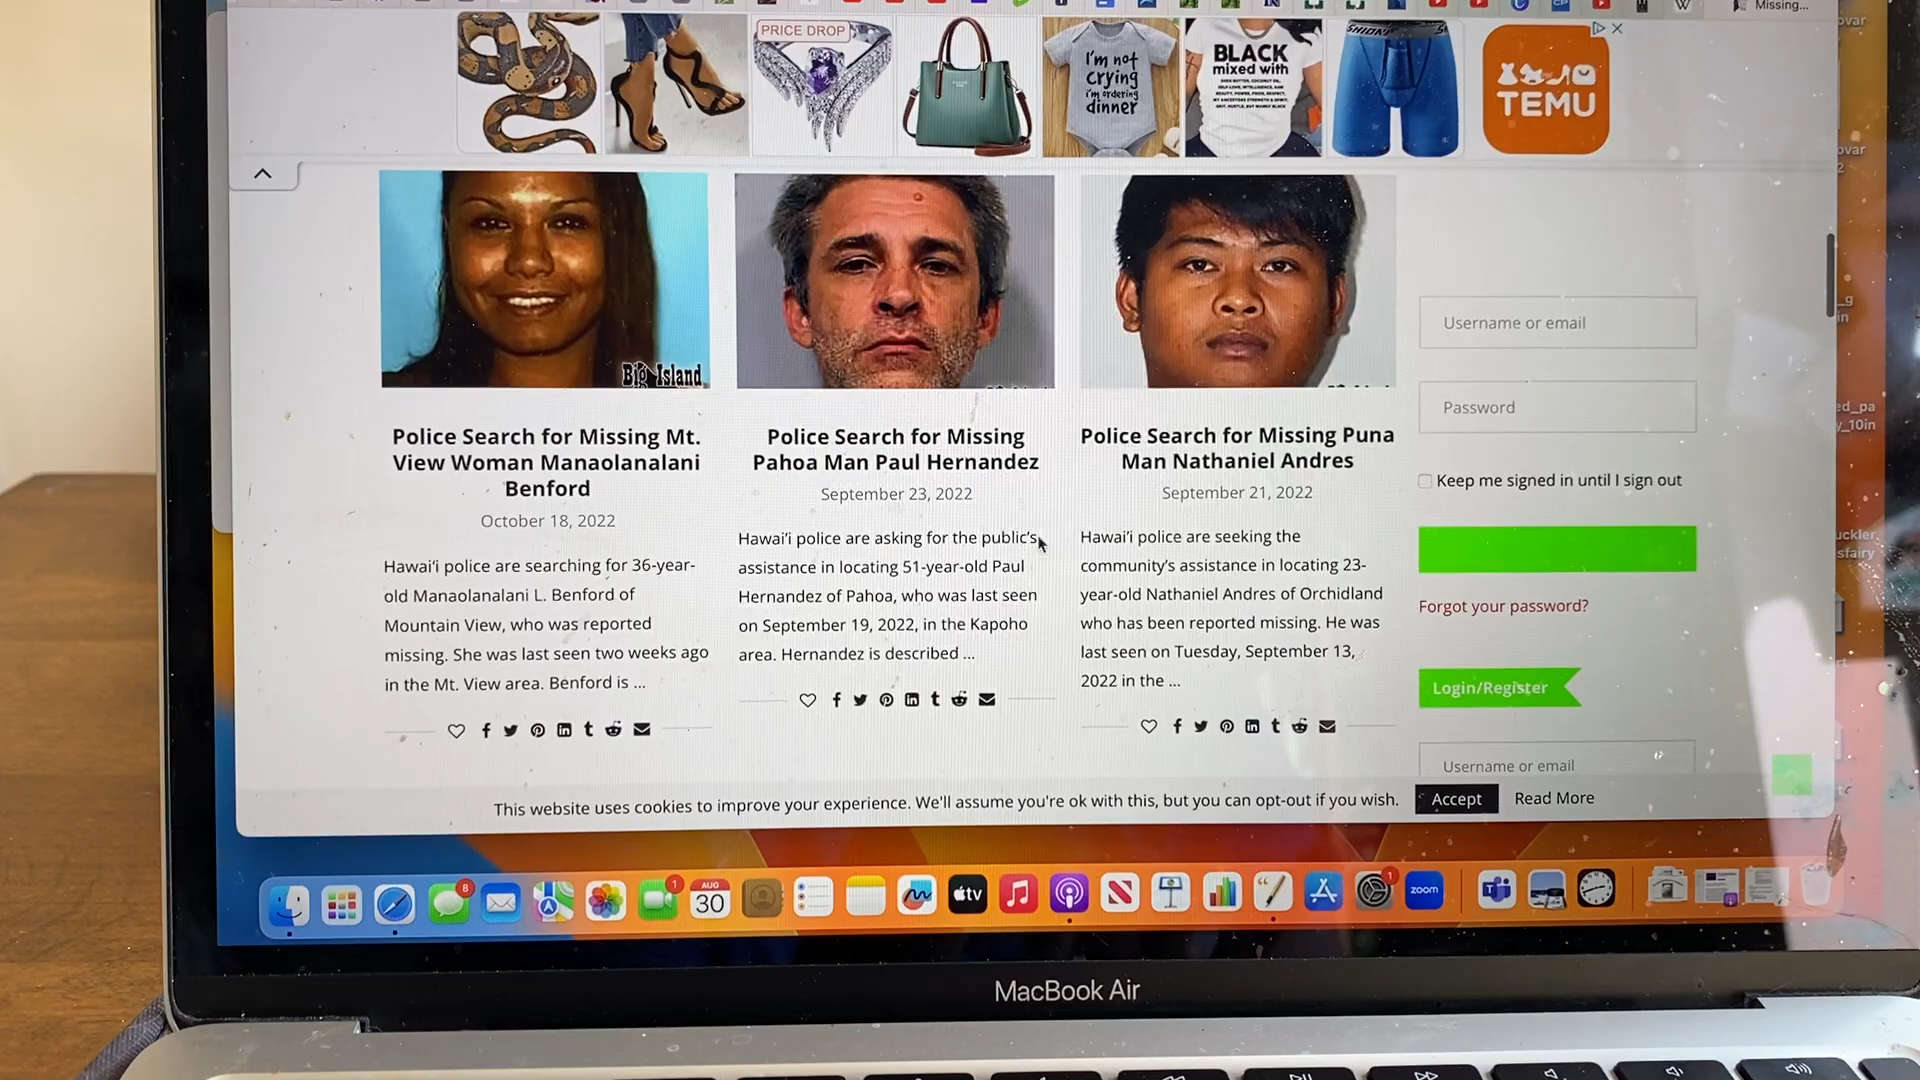 Missing...
PRICE DROP
I'm not
crying
i'm ordering
dinner
BLACK
mixed with
TEMU
Big Island
Police Search for Missing Mt.
View Woman Manaolanalani
Benford
October 18, 2022
Hawai‘i police are searching for 36-year-
old Manaolanalani L. Benford of
Mountain View, who was reported
missing. She was last seen two weeks ago
in the Mt. View area. Benford is ...
Police Search for Missing
Pahoa Man Paul Hernandez
September 23, 2022
Hawai‘i police are asking for the public's
assistance in locating 51-year-old Paul
Hernandez of Pahoa, who was last seen
on September 19, 2022, in the Kapoho
area. Hernandez is described ...
Police Search for Missing Puna
Man Nathaniel Andres
September 21, 2022
Hawai‘i police are seeking the
community's assistance in locating 23-
year-old Nathaniel Andres of Orchidland
who has been reported missing. He was
last seen on Tuesday, September 13,
2022 in the ...
Username or email
Password
Keep me signed in until I sign out
Forgot your password?
Login/Register
Username or email
This website uses cookies to improve your experience. We'll assume you're ok with this, but you can opt-out if you wish.
Accept
Read More
8
1
AUG
30
tv
1
zoom
MacBook Air